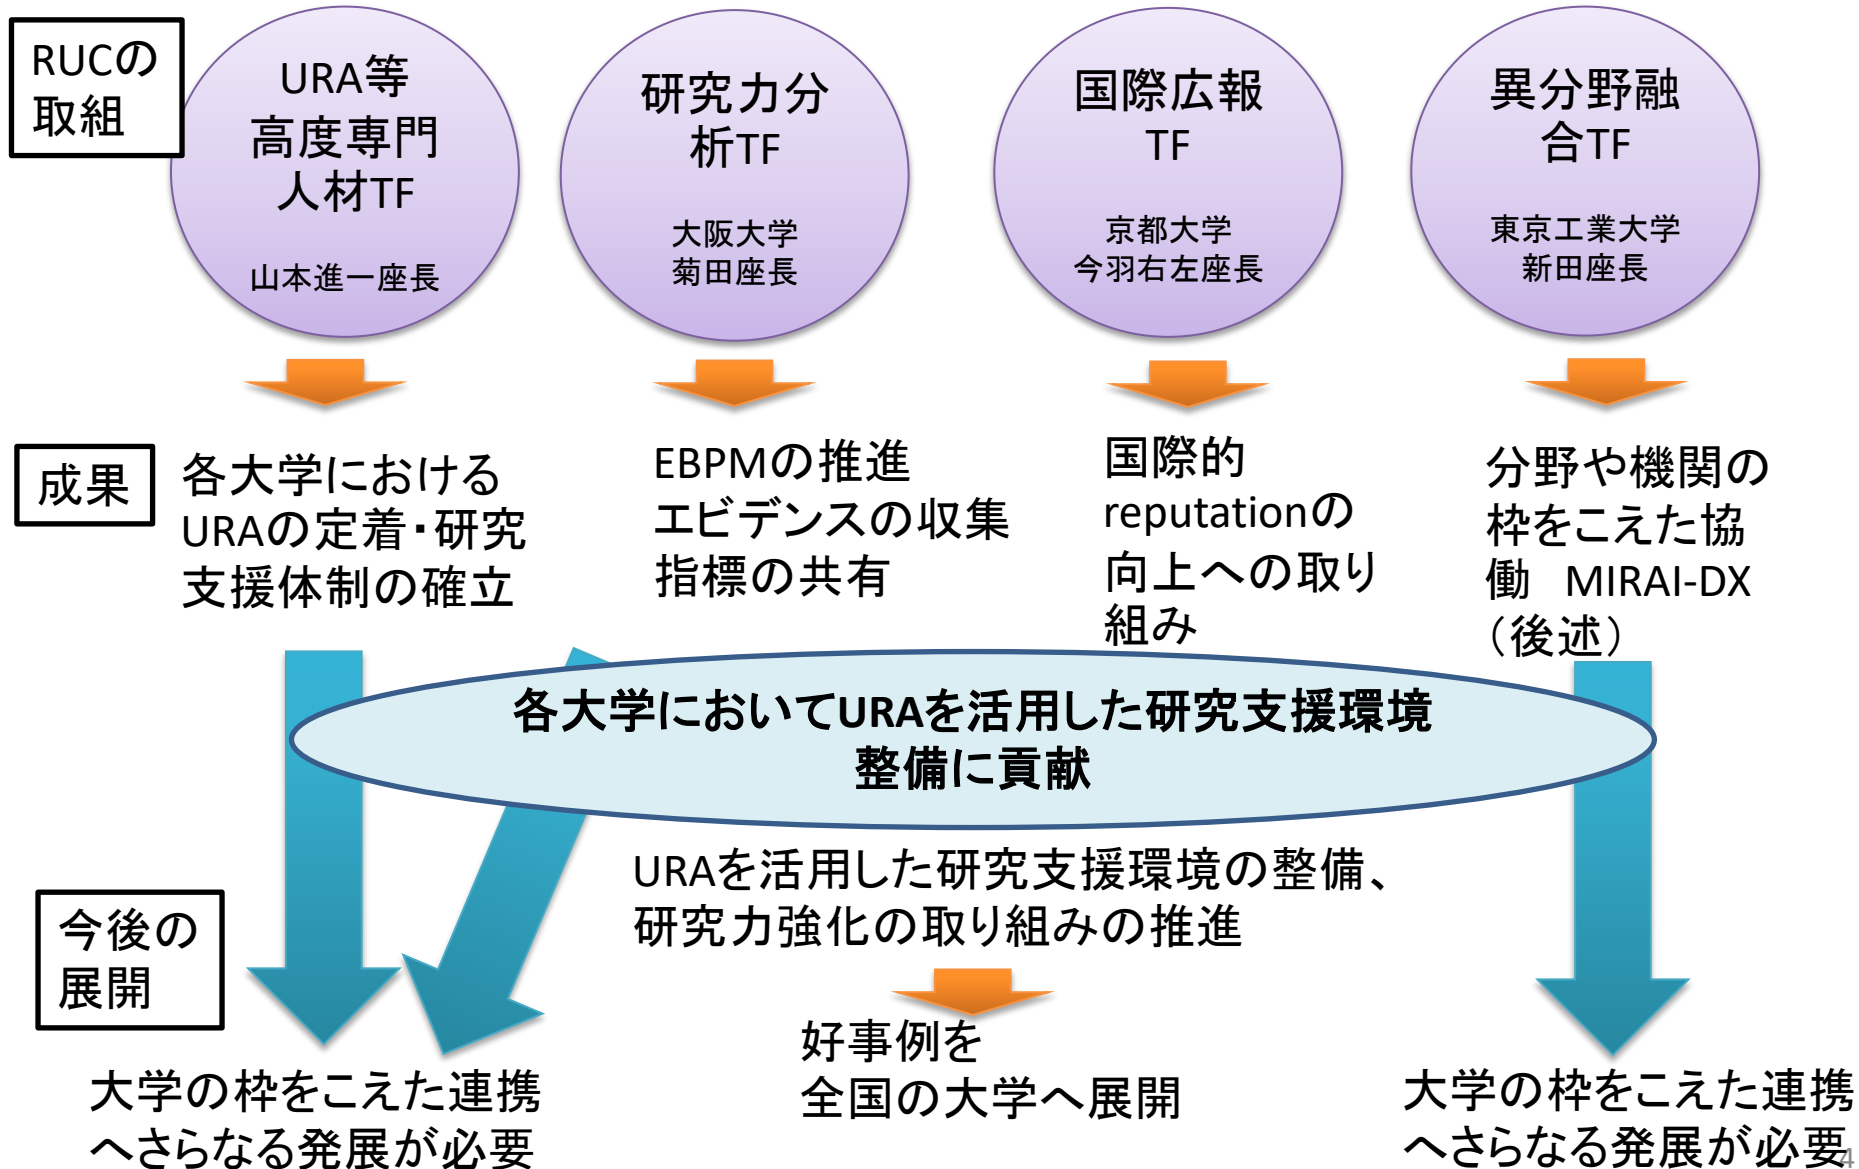 RUCの
取組
URA等
高度専門
人材TF
山本進一座長
研究力分
析TF
大阪大学
菊田座長
国際広報
TF
京都大学
今羽右左座長
異分野融
合TF
東京工業大学
新田座長
成果
各大学における
URAの定着・研究
支援体制の確立
EBPMの推進
エビデンスの収集
指標の共有
国際的
reputationの
向上への取り
組み
分野や機関の
枠をこえた協
働　MIRAI-DX
（後述）
各大学においてURAを活用した研究支援環境
整備に貢献
今後の
展開
URAを活用した研究支援環境の整備、
研究力強化の取り組みの推進
好事例を
全国の大学へ展開
大学の枠をこえた連携
へさらなる発展が必要
大学の枠をこえた連携
へさらなる発展が必要
4